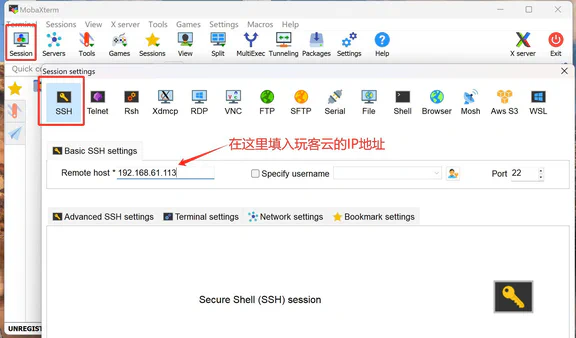 MobaXterm
Terminal Sessions View X server Tools Games Settings Macros Help
Session Servers Tools Games Sessions View Split MultiExec Tunneling Packages Settings Help X server Exit
Quick co
Session settings
SSH Telnet Rsh Xdmcp RDP VNC FTP SFTP Serial File Shell Browser Mosh Aws S3 WSL
在这里填入玩客云的IP地址
Basic SSH settings
Remote host * 192.168.61.113 Specify username Port 22
Advanced SSH settings Terminal settings Network settings Bookmark settings
Secure Shell (SSH) session
UNREGIST